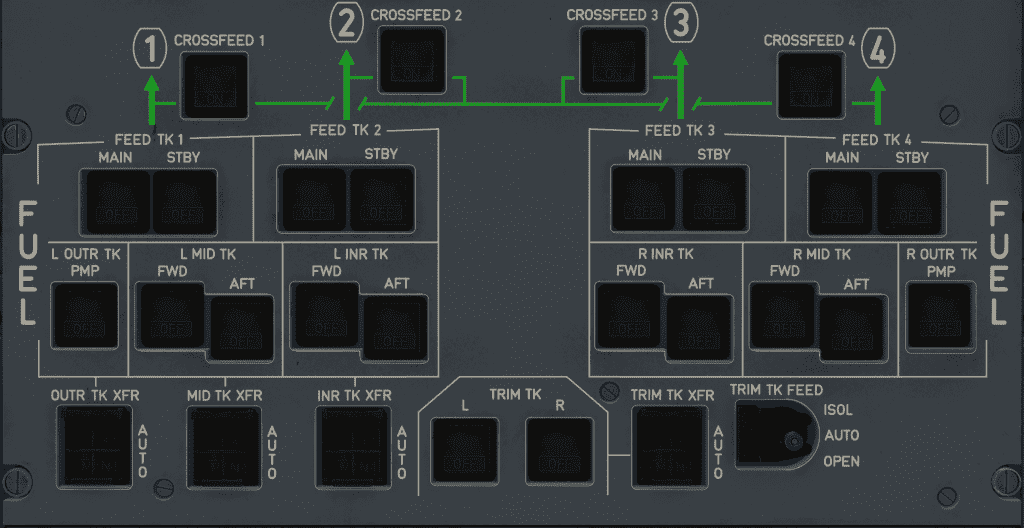 CROSSFEED 2
CROSSFEED 3
1
CROSSFEED 1
2
3
CROSSFEED 4
4
ON
ON
ON
ON
FEED TK 1
FEED TK 2
FEED TK 3
FEED TK 4
MAIN STBY
MAIN STBY
MAIN STBY
MAIN STBY
OFF OFF
OFF OFF
OFF OFF
OFF OFF
FUEL
FUEL
L OUTR TK
PMP
L MID TK
FWD
AFT
L INR TK
FWD
AFT
R INR TK
FWD
AFT
R MID TK
FWD
AFT
R OUTR TK
PMP
OFF
OFF
OFF
OFF
OFF
OFF
OFF
OFF
OFF
OFF
OUTR TK XFR
AUTO
MID TK XFR
AUTO
INR TK XFR
AUTO
TRIM TK
L
R
OFF
OFF
TRIM TK XFR
AUTO
TRIM TK FEED
ISOL
AUTO
OPEN